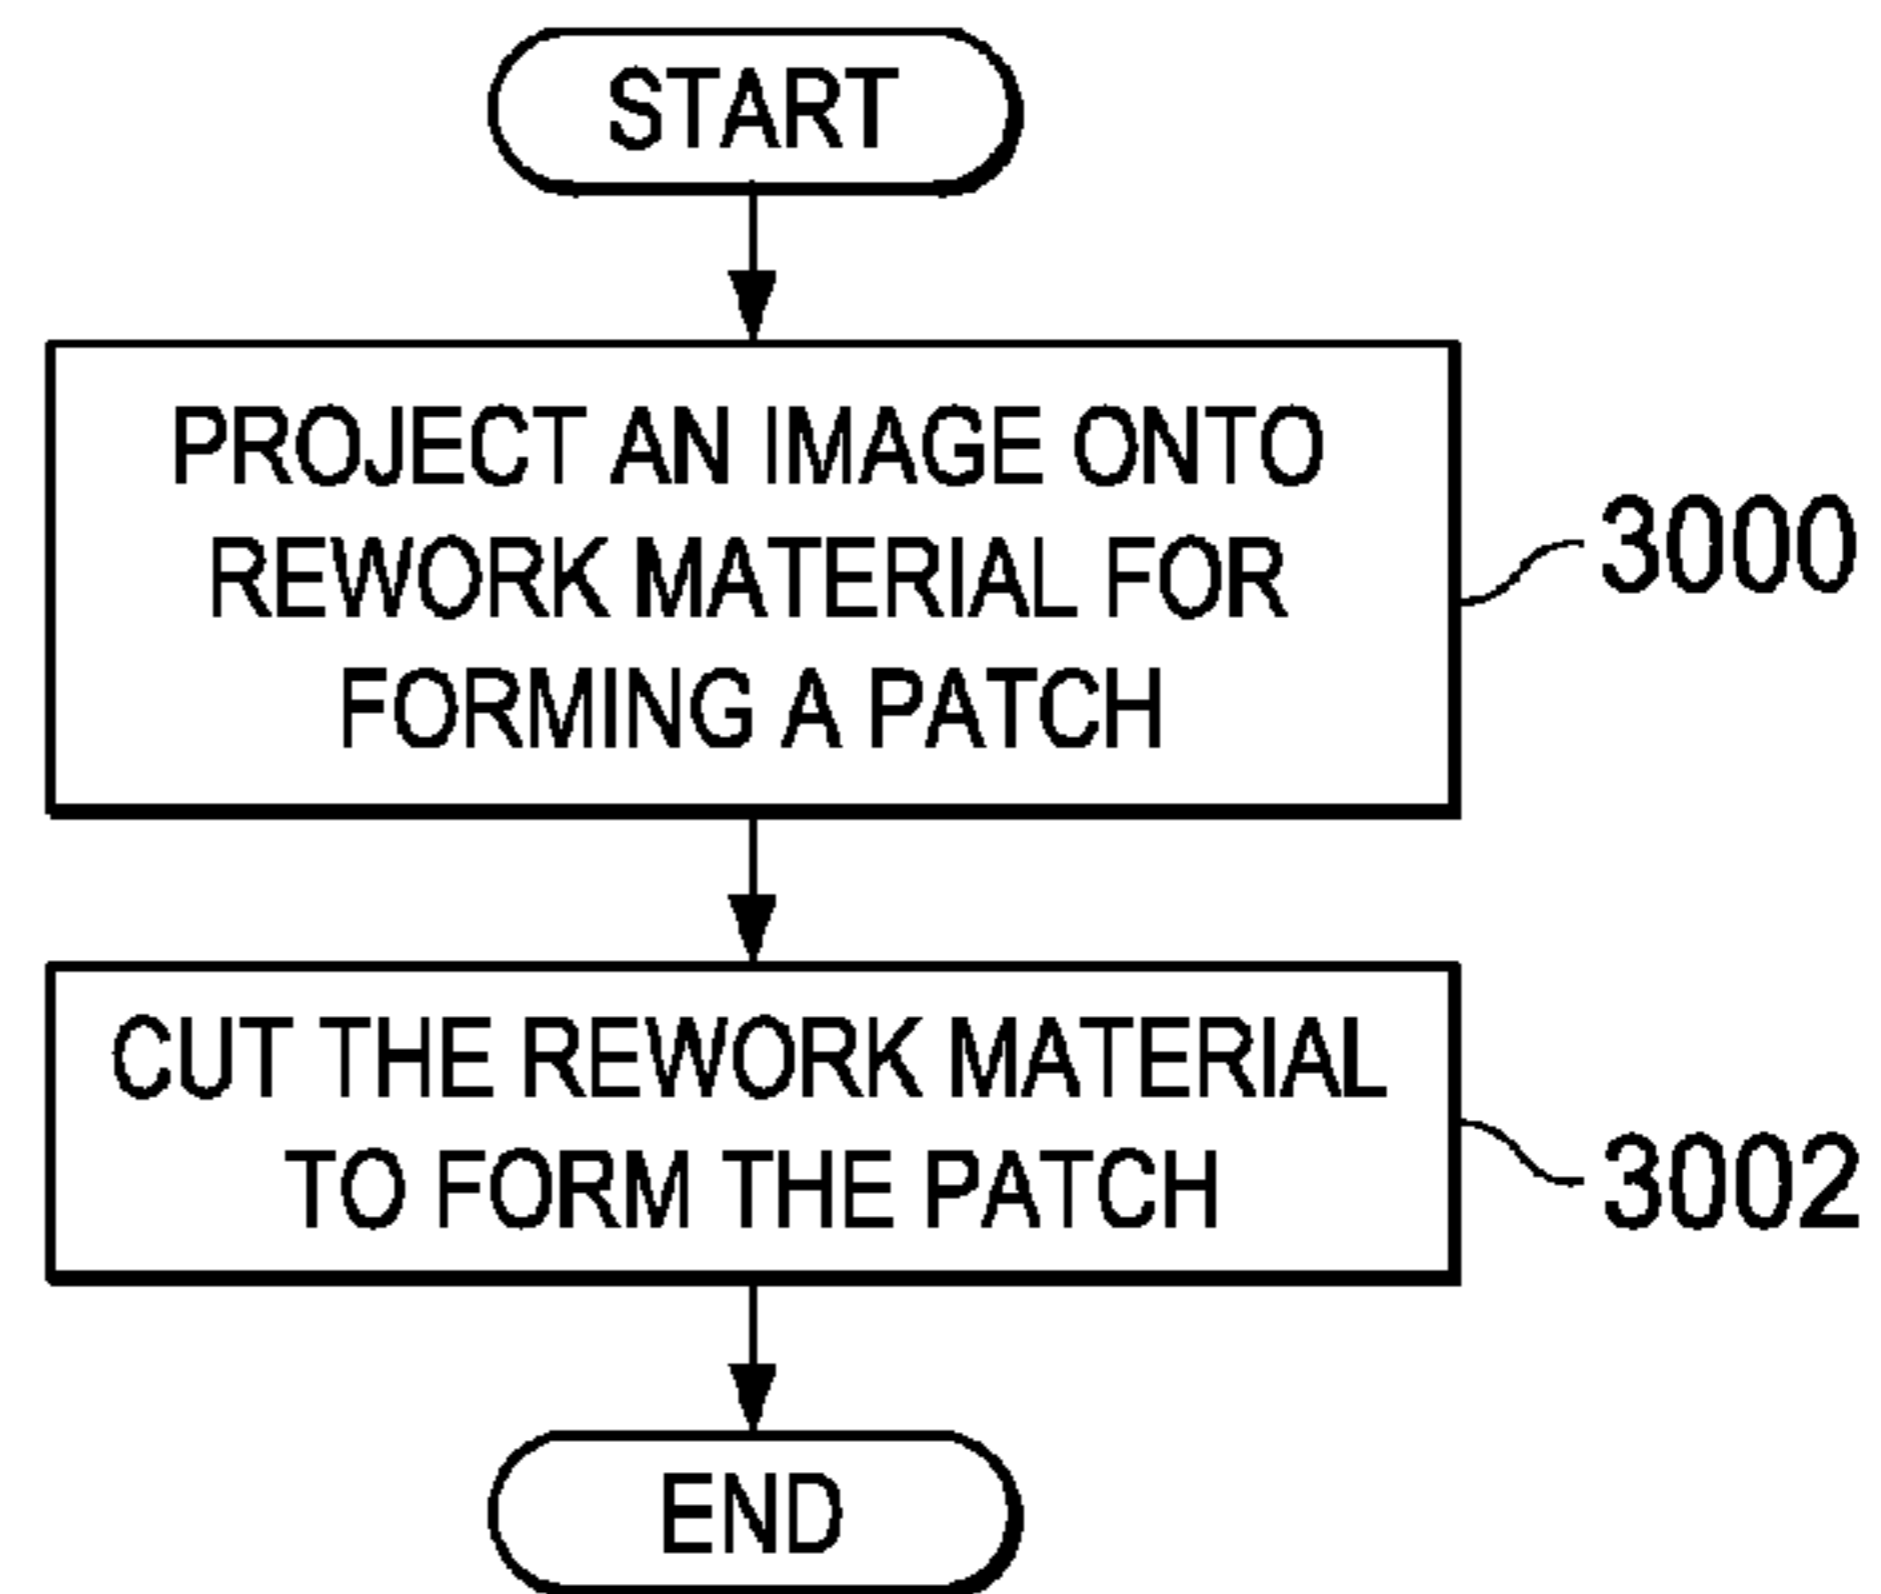 START
PROJECT AN IMAGE ONTO
REWORK MATERIAL FOR
FORMING A PATCH
3000
CUT THE REWORK MATERIAL
TO FORM THE PATCH
3002
END